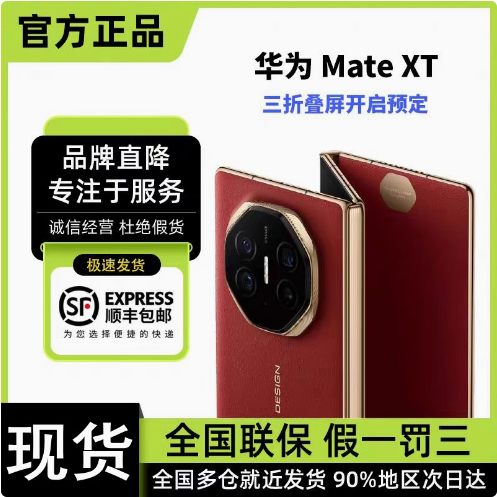 官方正品
华为 Mate XT
三折叠屏开启预定
品牌直降
专注于服务
诚信经营 杜绝假货
极速发货
SF EXPRESS
顺丰包邮
为您选择便捷的快递
DESIGN
现货
全国联保 假一罚三
全国多仓就近发货 90%地区次日达